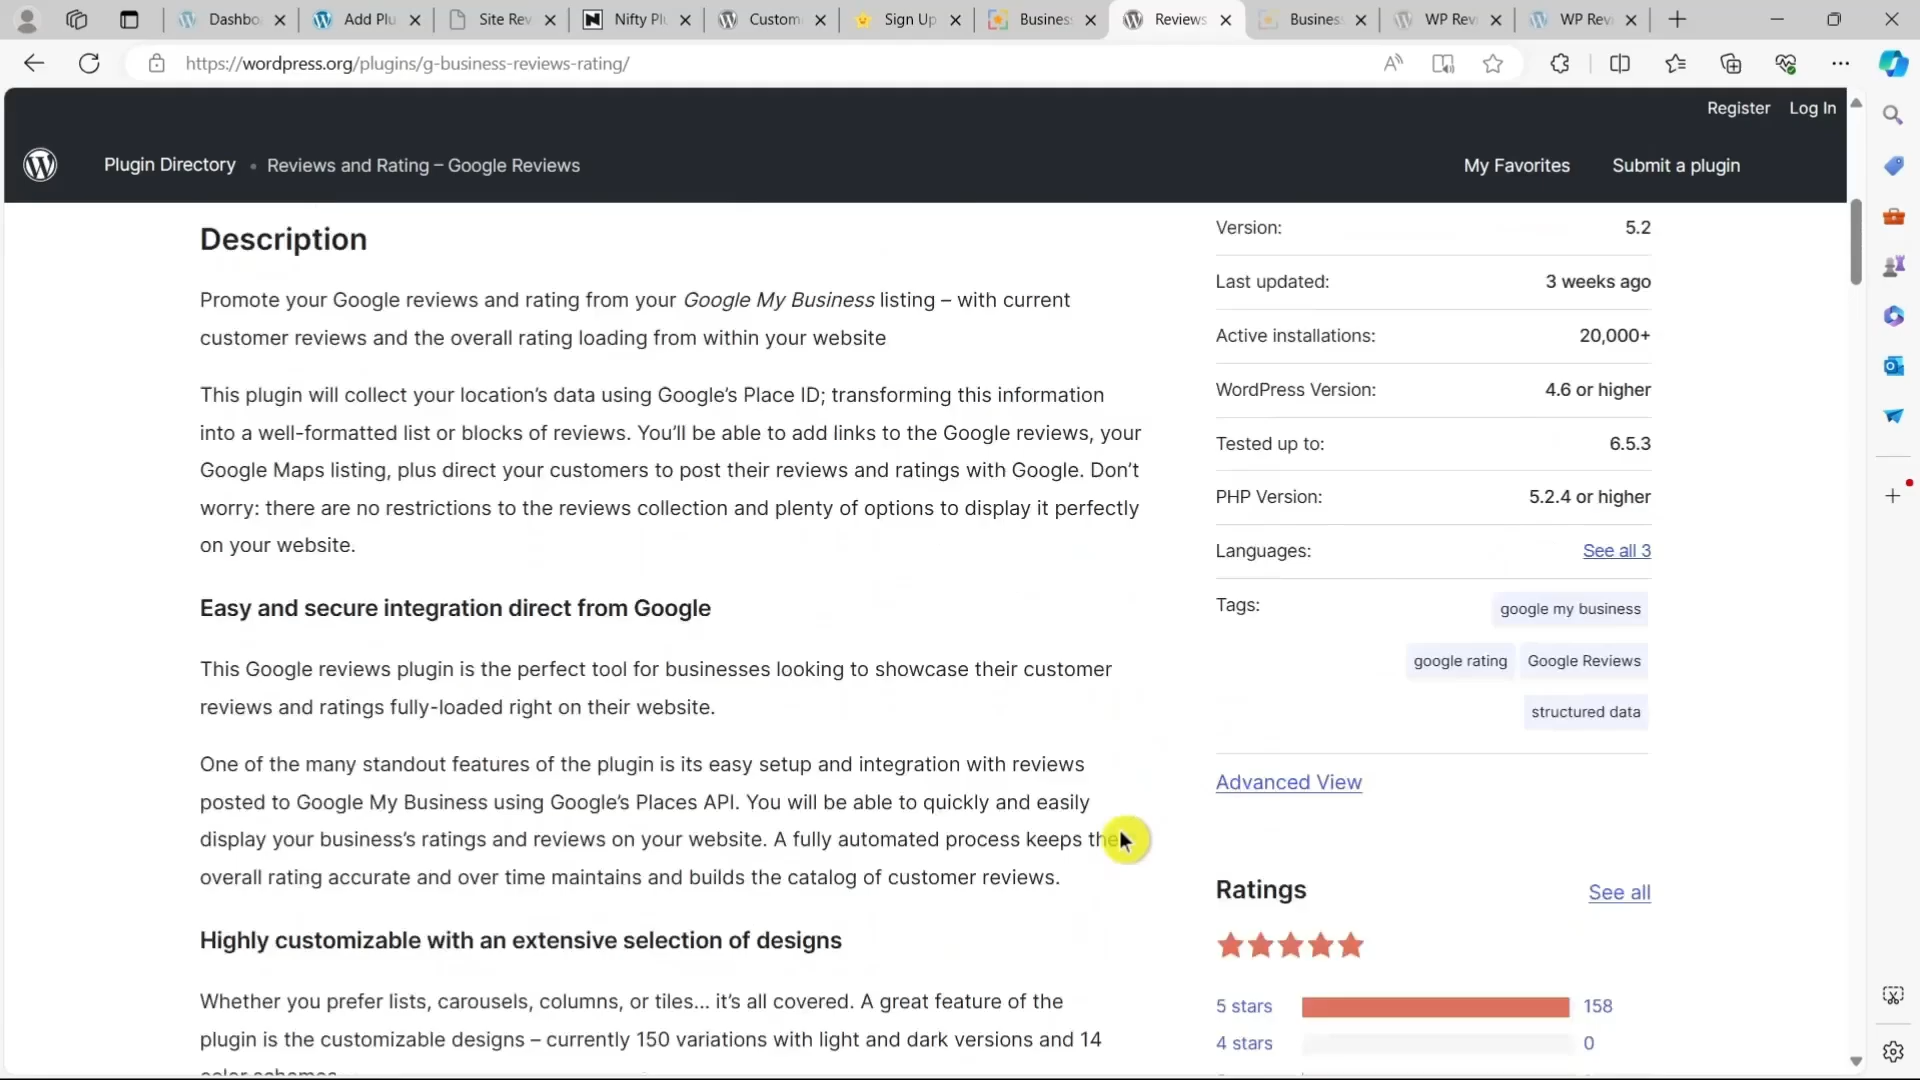 Dashbo
Add Plu
Site Rev
Nifty Plu
Custom
Sign Up
Business
Reviews
Business
WP Rev
WP Rev
https://wordpress.org/plugins/g-business-reviews-rating/
Register Log In
Plugin Directory • Reviews and Rating – Google Reviews
My Favorites Submit a plugin
Description
Promote your Google reviews and rating from your Google My Business listing – with current
customer reviews and the overall rating loading from within your website
This plugin will collect your location's data using Google's Place ID; transforming this information
into a well-formatted list or blocks of reviews. You'll be able to add links to the Google reviews, your
Google Maps listing, plus direct your customers to post their reviews and ratings with Google. Don't
worry: there are no restrictions to the reviews collection and plenty of options to display it perfectly
on your website.
Easy and secure integration direct from Google
This Google reviews plugin is the perfect tool for businesses looking to showcase their customer
reviews and ratings fully-loaded right on their website.
One of the many standout features of the plugin is its easy setup and integration with reviews
posted to Google My Business using Google's Places API. You will be able to quickly and easily
display your business's ratings and reviews on your website. A fully automated process keeps the
overall rating accurate and over time maintains and builds the catalog of customer reviews.
Highly customizable with an extensive selection of designs
Whether you prefer lists, carousels, columns, or tiles... it's all covered. A great feature of the
plugin is the customizable designs – currently 150 variations with light and dark versions and 14
Version: 5.2
Last updated: 3 weeks ago
Active installations: 20,000+
WordPress Version: 4.6 or higher
Tested up to: 6.5.3
PHP Version: 5.2.4 or higher
Languages: See all 3
Tags: google my business
google rating Google Reviews
structured data
Advanced View
Ratings See all
5 stars 158
4 stars 0